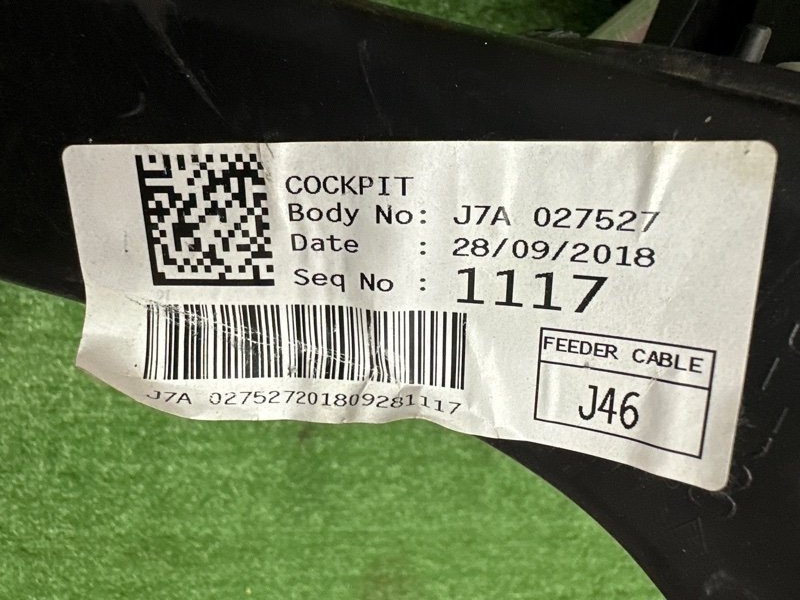 COCKPIT
Body No: J7A 027527
Date : 28/09/2018
Seq No : 1117
J7A 027527201809281117
FEEDER CABLE
J46